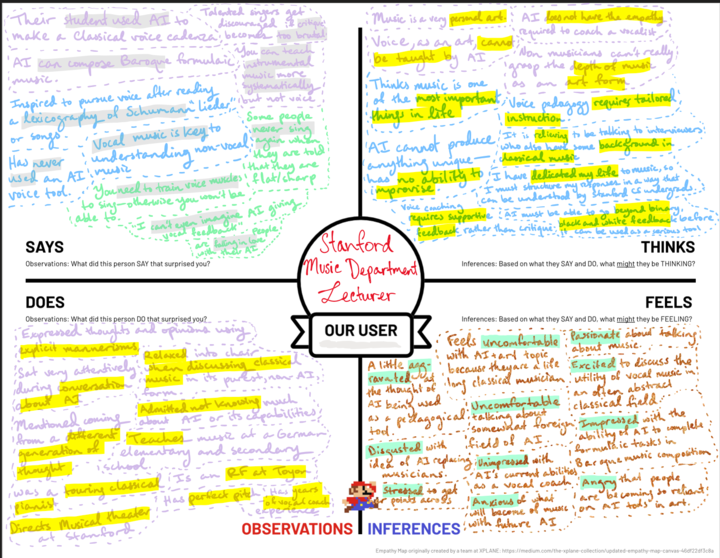 Their student used AI to
make a Classical voice cadenza.
AI can compose Baroque formulaic
music.
Talented singers get
discouraged if critique
becomes too brutal
You can teach
instrumental
music more
systematically
but not voice
Inspired to pursue voice after reading
a lexicography of Schumann "Lieder"
or songs
Has never
used an AI
voice tool.
Vocal music is key to
understanding non-vocal
music
Some people
never sing
again when
they are told
that they are
flat/sharp
You need to train voice muscles
to sing otherwise you won't be
able to
I can't even imagine AI giving
vocal feedback
people
are falling in love
with their AI
SAYS
Observations: What did this person SAY that surprised you?
Music is a very personal art.
Voice, as an art, cannot
be taught by AI
AI does not have the empathy
required to coach a vocalist
Non musicians can't really
grasp the depth of music
as an art form
Thinks music is one
of the most important
things in life
Voice pedagogy requires tailored
instruction
It is relieving to be talking to interviewers
who also have some background in
classical music
AI cannot produce
anything unique
has no ability to
improvise
I have dedicated my life to music, so
I must structure my responses in a way that
can be understood by Stanford CS undergrads
Voice coaching
requires supportive
feedback rather than critique
AI must be able to go beyond binary,
black and white feedback before
it can be used as a serious tool
THINKS
Inferences: Based on what they SAY and DO, what might they be THINKING?
Stanford
Music Department
Lecturer
OUR USER
DOES
Observations: What did this person DO that surprised you?
Expressed thoughts and opinions using
explicit mannerisms,
Sat very attentively
during conversation
about AI
Relaxed into chair
when discussing classical
music in its purest, non AI,
form
Mentioned coming
from a different
generation of
thought
Admitted not knowing much
about AI or its capabilities
Teaches music at a German
elementary and secondary
school
was a touring classical
pianist
Is an RF at Toyon
Has perfect pitch
Has years
of vocal coach
experience
Directs Musical theater
at Stanford
FEELS
Inferences: Based on what they SAY and DO, what might they be FEELING?
A little agg
ravated at
the thought of
AI being used
as a pedagogical
tool
Feels uncomfortable
with AI + art topic
because they are a life
long classical musician
Passionate about talking
about music
Excited to discuss the
utility of vocal music in
an often abstract
classical field
Uncomfortable
talking about
somewhat foreign
field of AI
Disgusted with
idea of AI replacing
musicians.
Impressed with the
ability of AI to complete
formulaic tasks in
Baroque music composition
Unimpressed with
AI's current abilities
as a vocal coach
Stressed to get
points across
Anxious of what
will become of music
with future AI
Angry that people
are becoming so reliant
on AI tools in art.
OBSERVATIONS
INFERENCES
Empathy Map originally created by a team at XPLANE: https://medium.com/the-xplane-collection/updated-empathy-map-canvas-46df22df3c8a